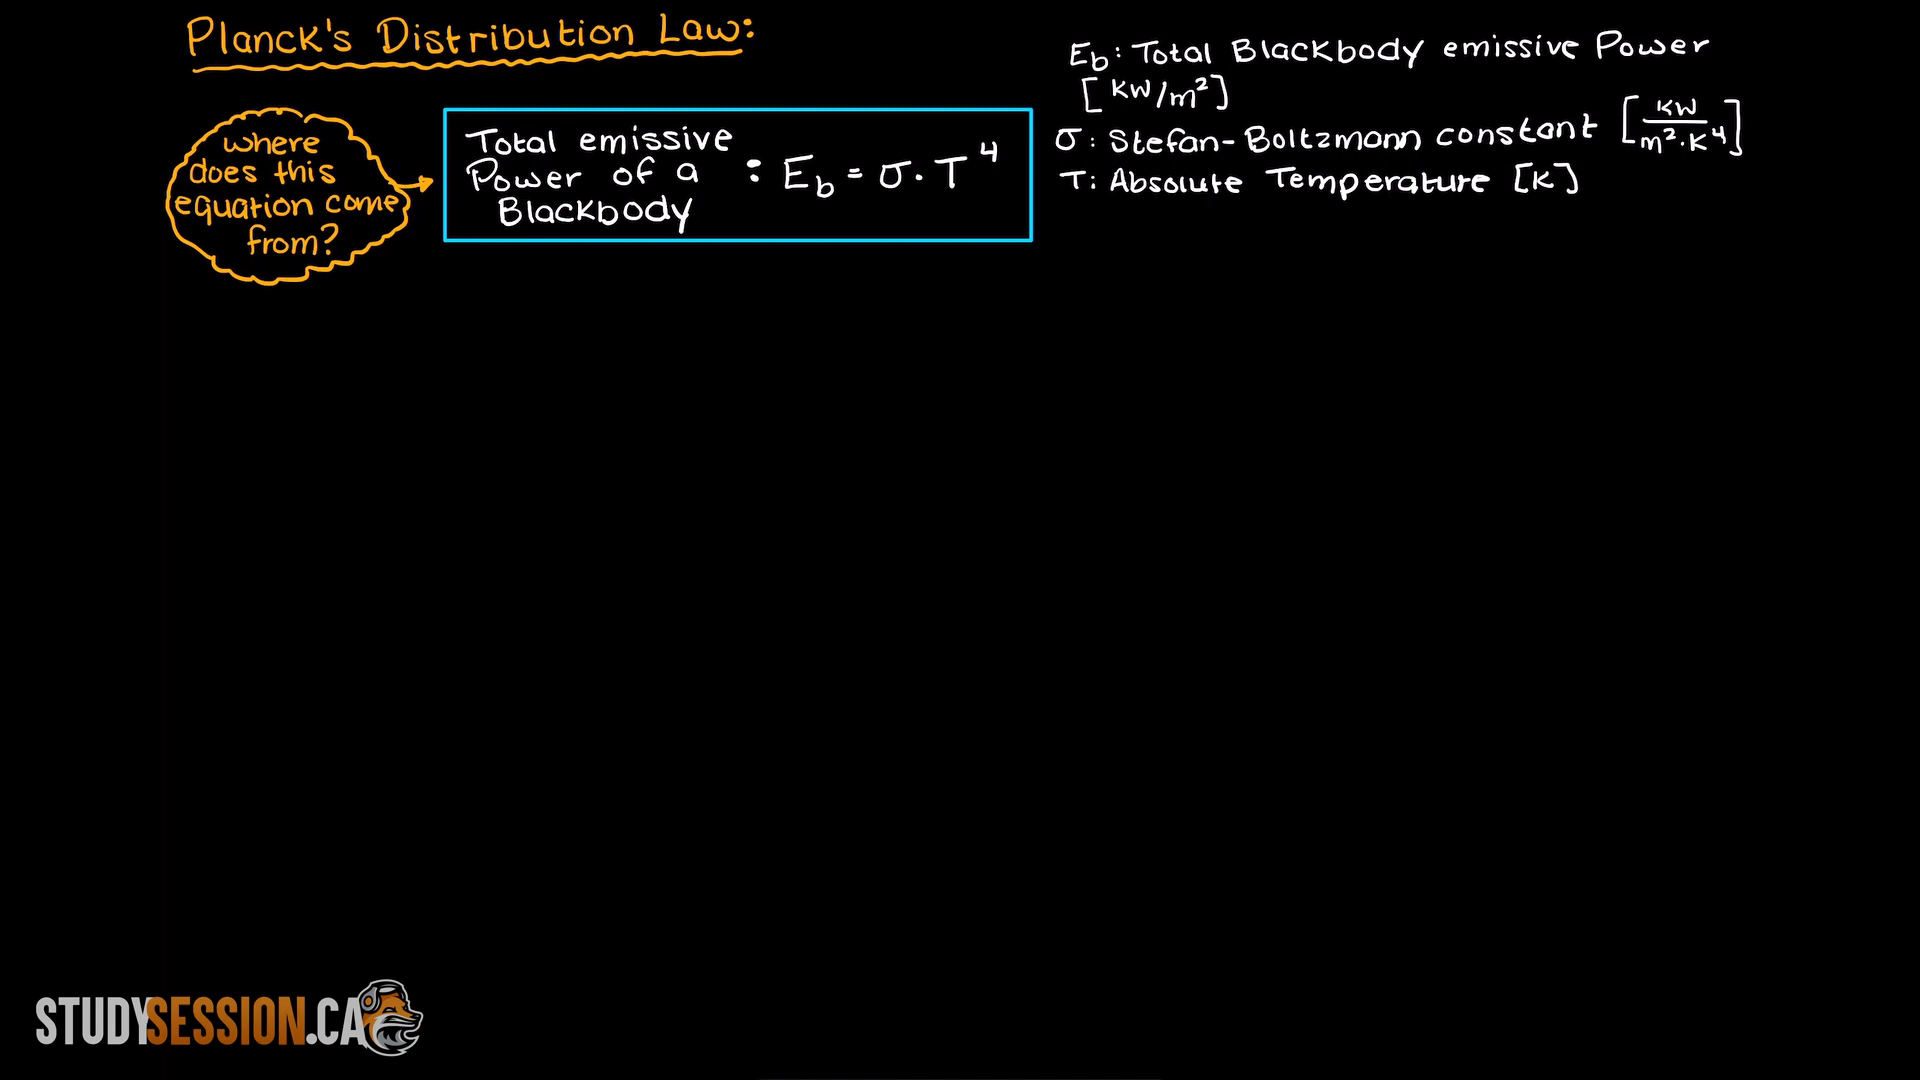 Planck's Distribution Law:
where
does this
equation come
from?
Total emissive
Power of a
Blackbody
: E_b = σ · T^4
E_b: Total Blackbody emissive Power
[kW/m²]
σ: Stefan-Boltzmann constant [kW/m²·K⁴]
T: Absolute Temperature [K]
STUDYSESSION.CA